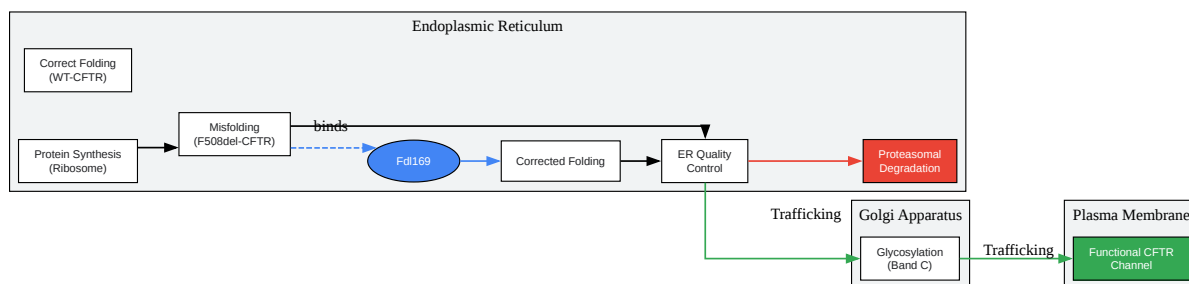 Endoplasmic Reticulum
Correct Folding
(WT-CFTR)
Misfolding
(F508del-CFTR)
binds
Protein Synthesis
(Ribosome)
Fdl169
Corrected Folding
ER Quality
Control
Proteasomal
Degradation
Trafficking
Golgi Apparatus
Glycosylation
(Band C)
Trafficking
Plasma Membrane
Functional CFTR
Channel